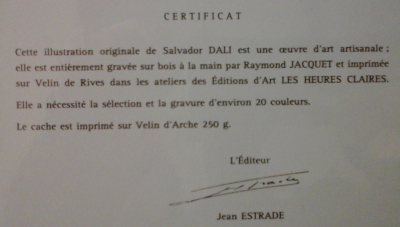 CERTIFICAT
Cette illustration originale de Salvador DALI est une œuvre d'art artisanale ;
elle est entièrement gravée sur bois à la main par Raymond JACQUET et imprimée
sur Velin de Rives dans les ateliers des Éditions d'Art LES HEURES CLAIRES.
Elle a nécessité la sélection et la gravure d'environ 20 couleurs.
Le cache est imprimé sur Velin d'Arche 250 g.
L'Éditeur
Jean ESTRADE